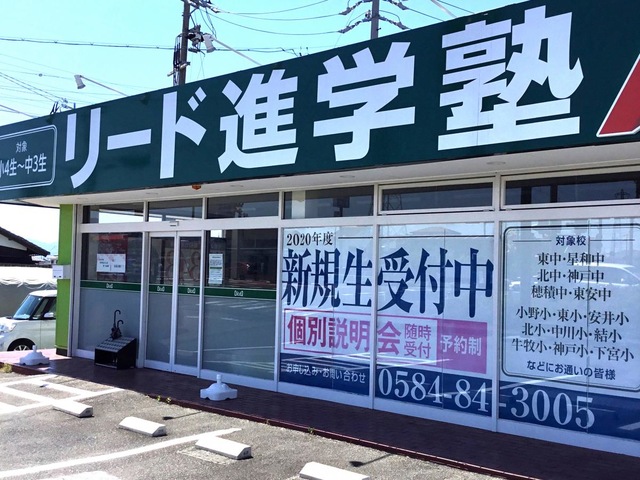 リード進学塾
対象
小4生〜中3生
2020年度
新規生受付中
個別説明会 随時受付 予約制
お申し込み・お問い合わせ
0584-84-3005
対象校
東中・星和中
北中・神戸中
穂積中・東安中
小野小・東小・安井小
北小・中川小・結小
牛牧小・神戸小・下宮小
などにお通いの皆様